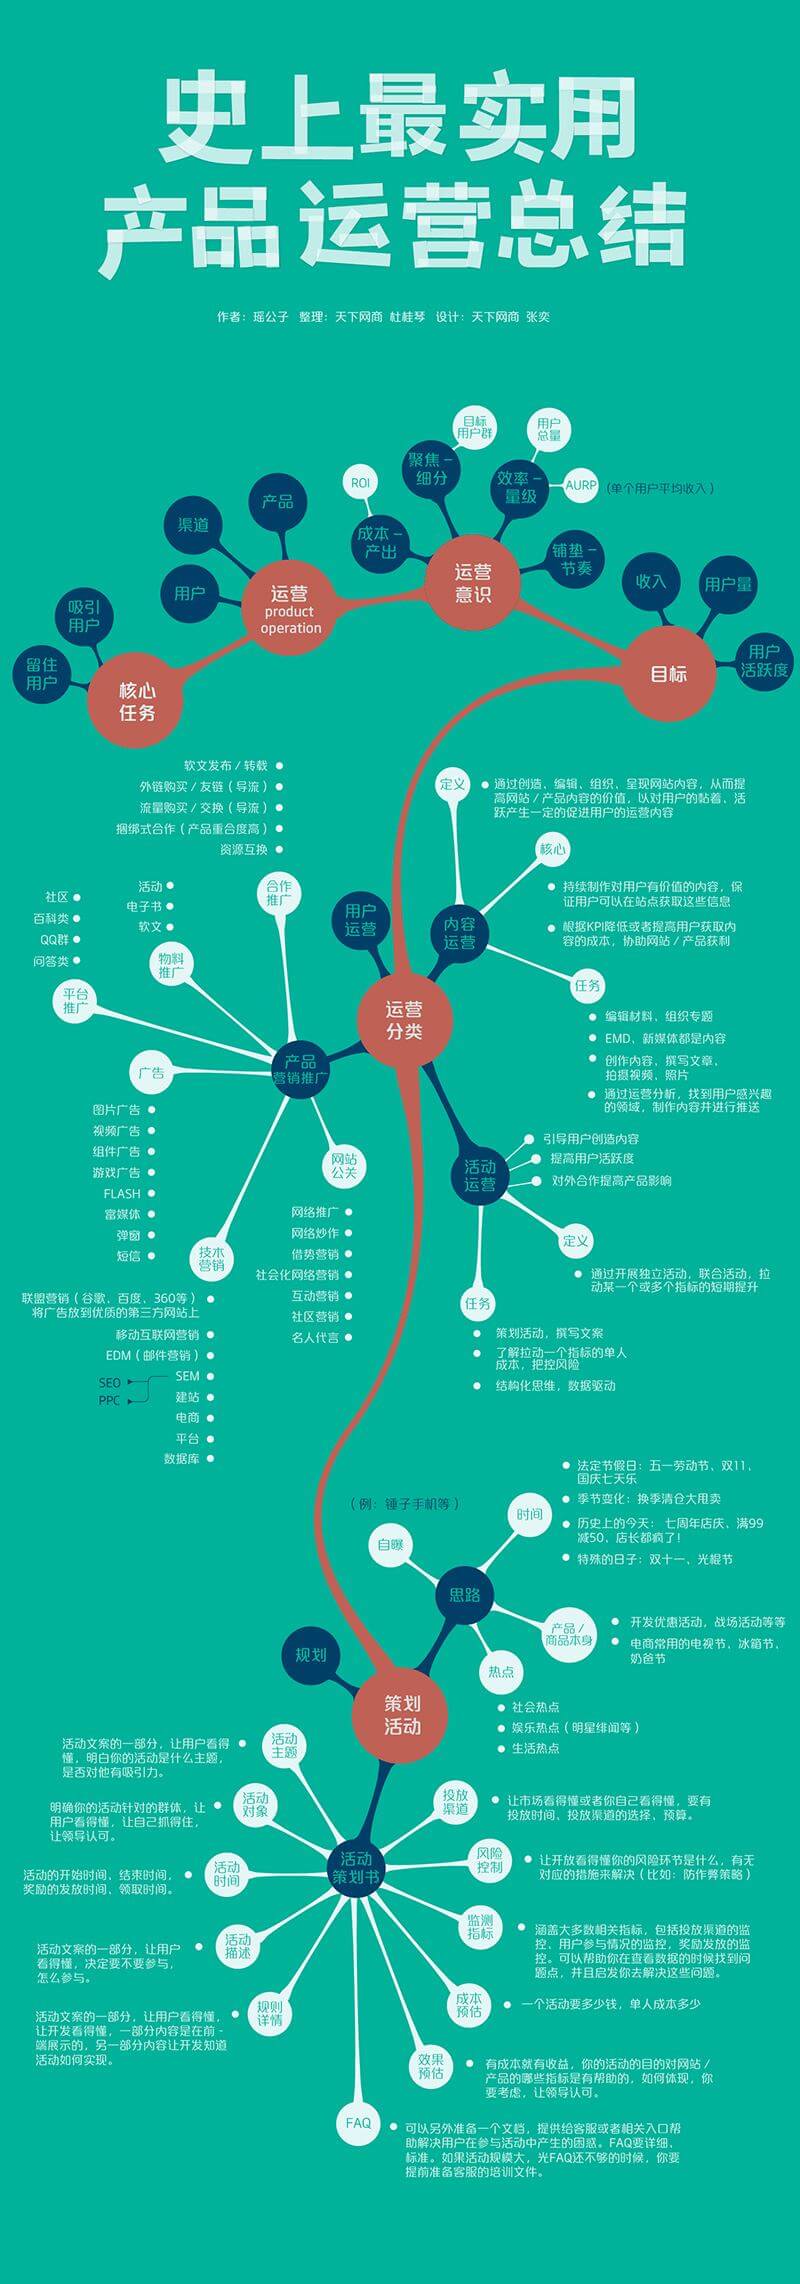 史上最实用
产品运营总结
作者：瑶公子 整理：天下网商 杜桂琴 设计：天下网商 张奕
目标
用户群
用户
总量
聚焦-
细分
效率-
量级
ROI
AURP
(单个用户平均收入)
产品
渠道
成本-
产出
铺垫-
节奏
用户
运营
product
operation
运营
意识
收入
用户量
吸引
用户
留住
用户
核心
任务
目标
用户
活跃度
软文发布/转载
外链购买/友链（导流）
流量购买/交换（导流）
捆绑式合作（产品重合度高）
资源互换
合作
推广
活动
电子书
软文
物料
推广
社区
百科类
QQ群
问答类
平台
推广
广告
图片广告
视频广告
组件广告
游戏广告
FLASH
富媒体
弹窗
短信
产品
营销推广
网站
公关
网络推广
网络炒作
借势营销
社会化网络营销
互动营销
社区营销
名人代言
技术
营销
联盟营销（谷歌、百度、360等）
将广告放到优质的第三方网站上
移动互联网营销
EDM（邮件营销）
SEM
SEO
PPC
建站
电商
平台
数据库
用户
运营
运营
分类
内容
运营
定义
通过创造、编辑、组织、呈现网站内容，从而提
高网站/产品内容的价值，以对用户的黏着、活
跃产生一定的促进用户的运营内容
核心
持续制作对用户有价值的内容，保
证用户可以在站点获取这些信息
根据KPI降低或者提高用户获取内
容的成本，协助网站/产品获利
任务
编辑材料、组织专题
EMD、新媒体都是内容
创作内容，撰写文章、
拍摄视频、照片
通过运营分析，找到用户感兴趣
的领域，制作内容并进行推送
活动
运营
引导用户创造内容
提高用户活跃度
对外合作提高产品影响
定义
通过开展独立活动，联合活动，拉
动某一个或多个指标的短期提升
任务
策划活动，撰写文案
了解拉动一个指标的单人
成本，把控风险
结构化思维，数据驱动
（例：锤子手机等）
自曝
思路
时间
法定节假日：五一劳动节、双11、
国庆七天乐
季节变化：换季清仓大甩卖
历史上的今天：七周年店庆、满99
减50，店长都疯了！
特殊的日子：双十一、光棍节
产品/
商品本身
开发优惠活动，战场活动等等
电商常用的电视节、冰箱节、
奶爸节
热点
社会热点
娱乐热点（明星绯闻等）
生活热点
规划
策划
活动
活动
策划书
活动
主题
活动文案的一部分，让用户看得
懂，明白你的活动是什么主题，
是否对他有吸引力。
活动
对象
明确你的活动针对的群体，让
用户看得懂，让自己抓得住，
让领导认可。
活动
时间
活动的开始时间、结束时间，
奖励的发放时间、领取时间。
活动
描述
活动文案的一部分，让用户
看得懂，决定要不要参与，
怎么参与。
规则
详情
活动文案的一部分，让用户看得懂，
让开发看得懂，一部分内容是在前-
端展示的，另一部分内容让开发知道
活动如何实现。
投放
渠道
让市场看得懂或者你自己看得懂，要有
投放时间、投放渠道的选择、预算。
风险
控制
让开放看得懂你的风险环节是什么，有无
对应的措施来解决（比如：防作弊策略）
监测
指标
涵盖大多数相关指标，包括投放渠道的监
控、用户参与情况的监控，奖励发放的监
控。可以帮助你在查看数据的时候找到问
题点，并且启发你去解决这些问题。
成本
预估
一个活动要多少钱，单人成本多少
效果
预估
有成本就有收益，你的活动的目的对网站/
产品的哪些指标是有帮助的，如何体现，你
要考虑，让领导认可。
FAQ
可以另外准备一个文档，提供给客服或者相关入口帮
助解决用户在参与活动中产生的困惑。FAQ要详细，
标准。如果活动规模大，光FAQ还不够的时候，你要
提前准备客服的培训文件。